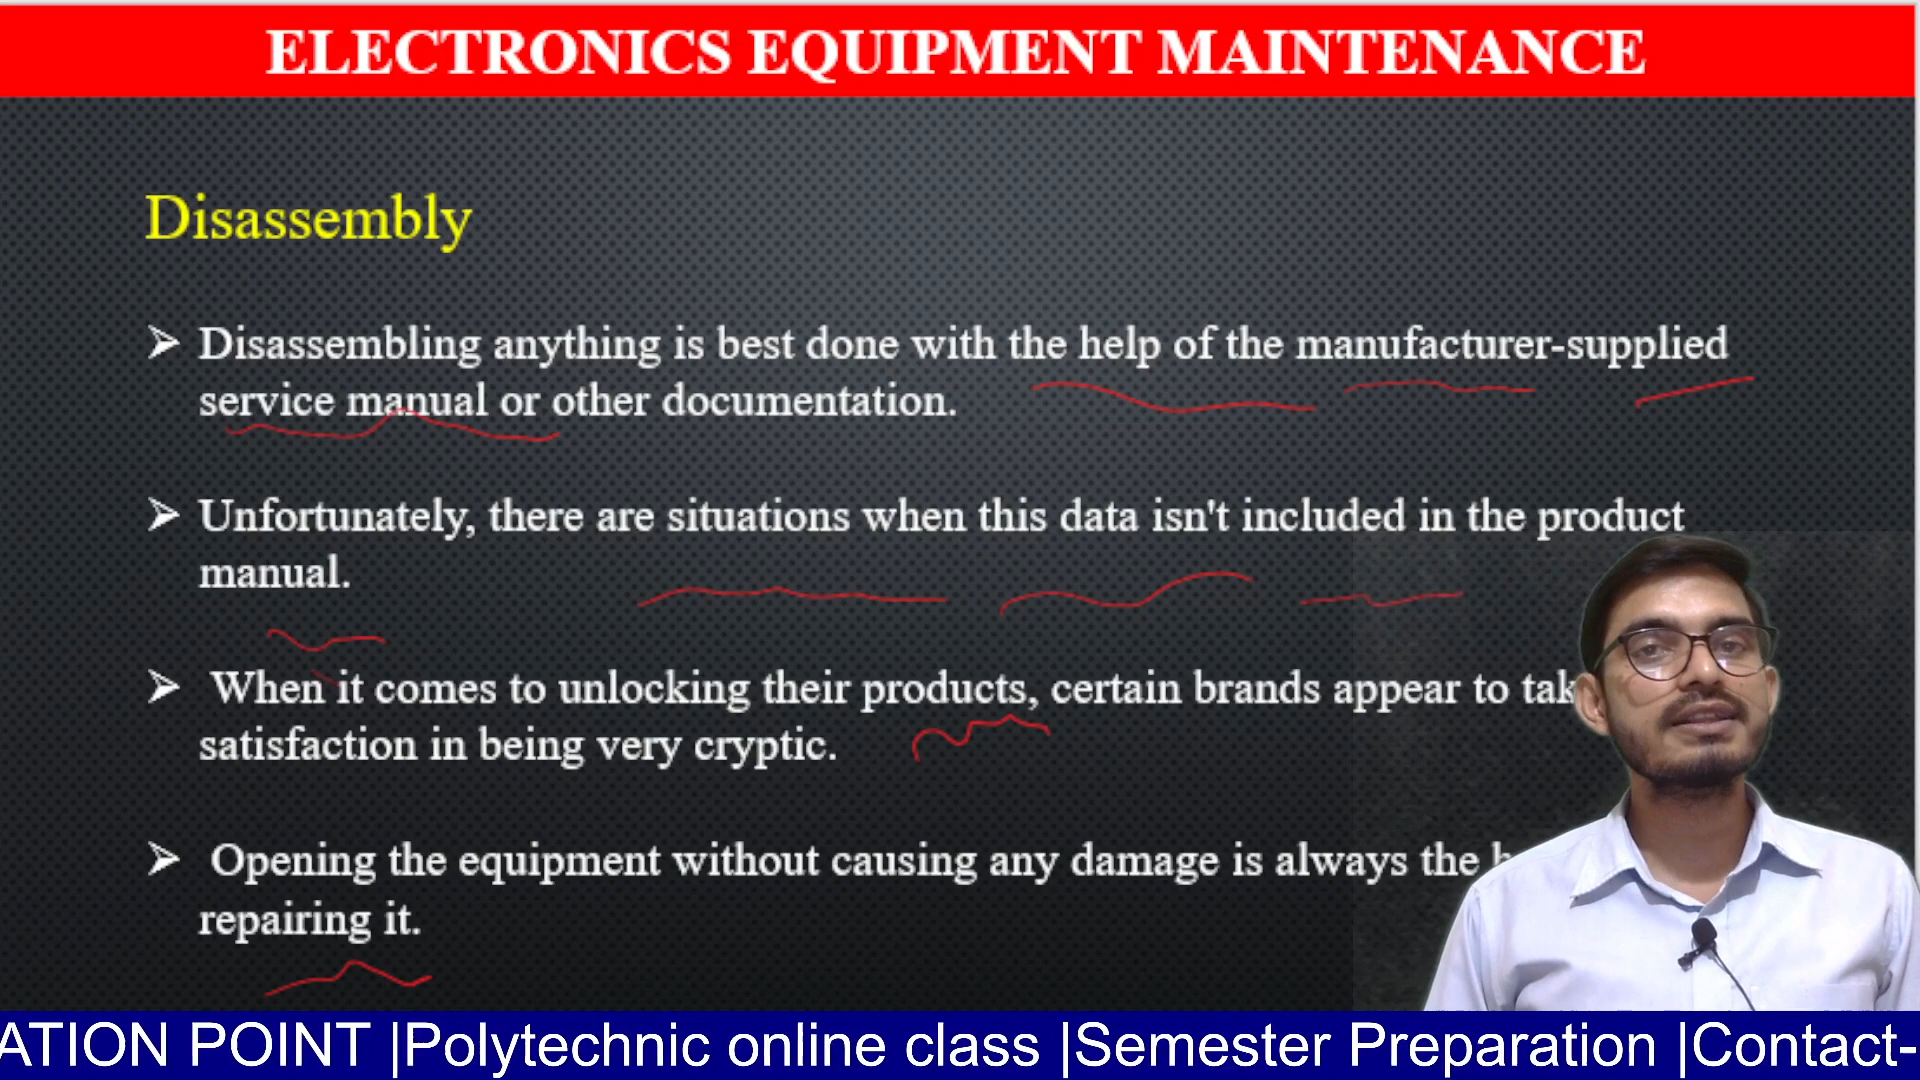 ELECTRONICS EQUIPMENT MAINTENANCE
Disassembly
➢ Disassembling anything is best done with the help of the manufacturer-supplied
service manual or other documentation.
➢ Unfortunately, there are situations when this data isn't included in the product
manual.
➢ When it comes to unlocking their products, certain brands appear to
satisfaction in being very cryptic.
➢ Opening the equipment without causing any damage is always the
repairing it.
ATION POINT |Polytechnic online class |Semester Preparation |Contact-